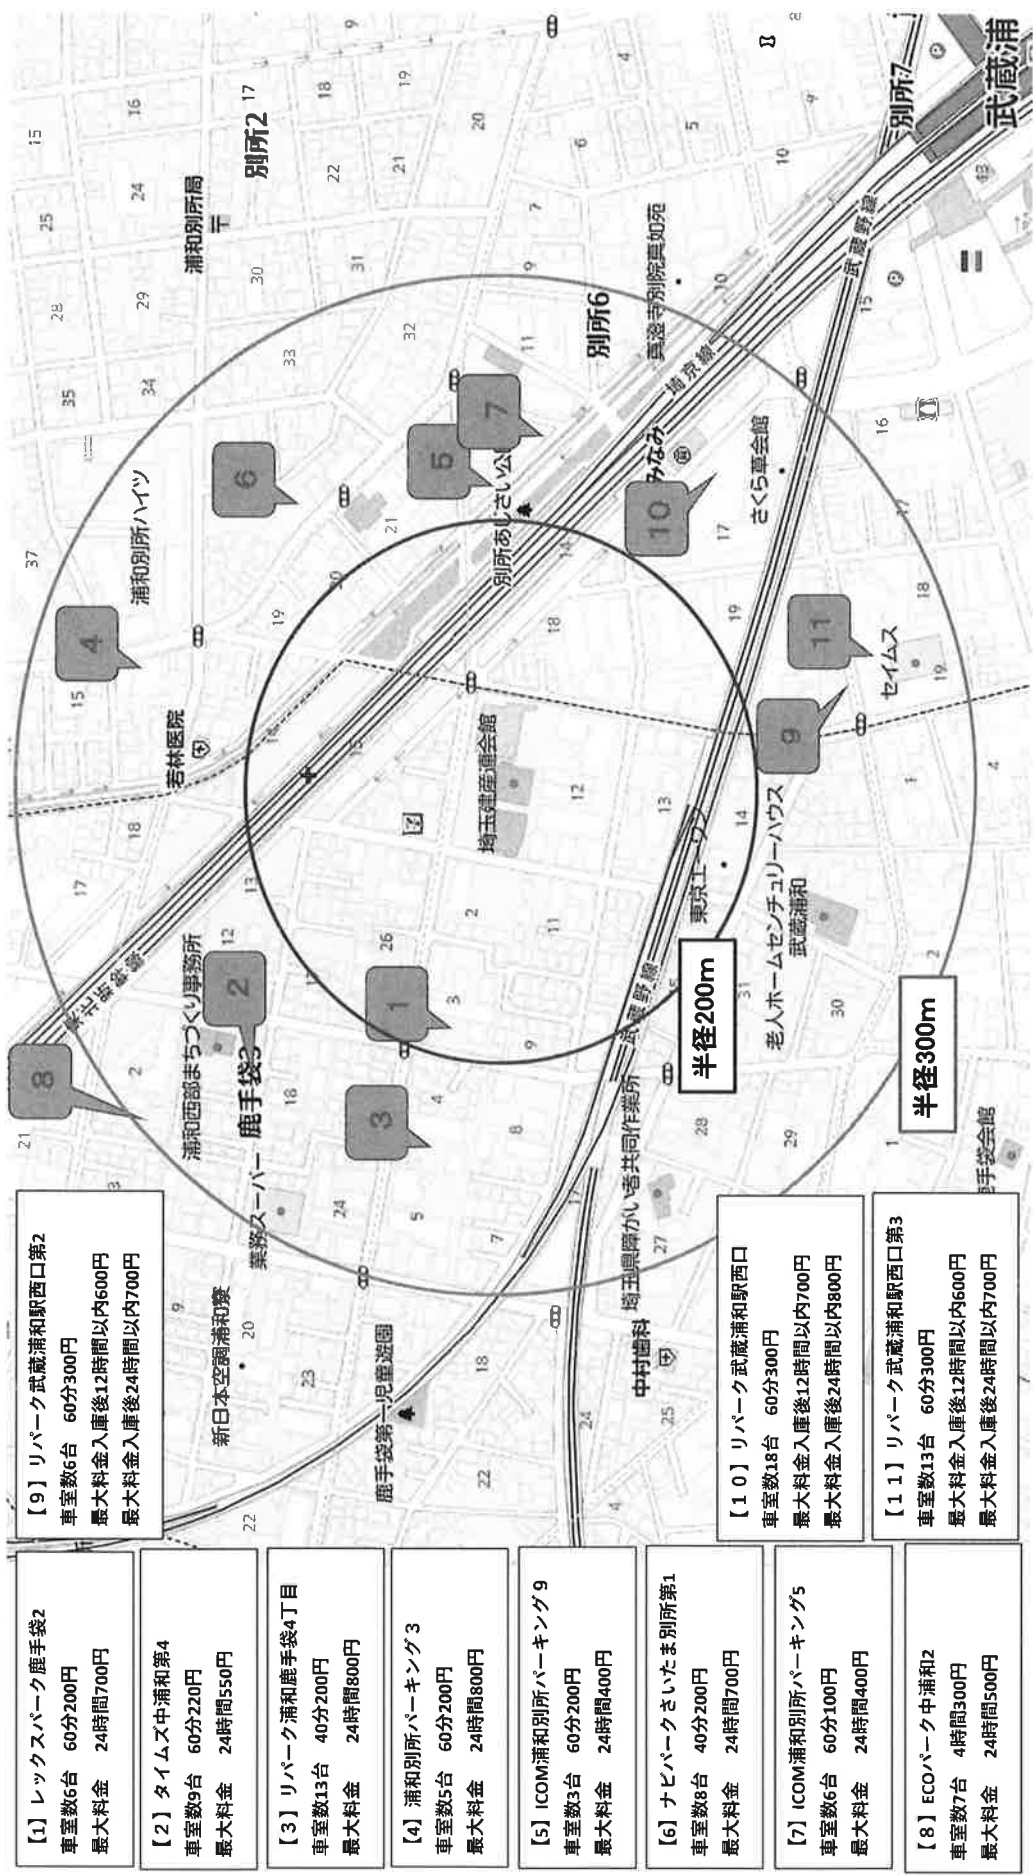 【1】レックスパーク鹿手袋2
車室数6台　60分200円
最大料金　24時間700円
【2】タイムズ中浦和第4
車室数9台　60分220円
最大料金　24時間550円
【3】リパーク浦和鹿手袋4丁目
車室数13台　40分200円
最大料金　24時間800円
【4】浦和別所パーキング3
車室数5台　60分200円
最大料金　24時間800円
【5】ICOM浦和別所パーキング9
車室数3台　60分200円
最大料金　24時間400円
【6】ナビパークさいたま別所第1
車室数8台　40分200円
最大料金　24時間700円
【7】ICOM浦和別所パーキング5
車室数6台　60分100円
最大料金　24時間400円
【8】ECOパーク中浦和2
車室数7台　4時間300円
最大料金　24時間500円
【9】リパーク武蔵浦和駅西口第2
車室数6台　60分300円
最大料金入庫後12時間以内600円
最大料金入庫後24時間以内700円
【10】リパーク武蔵浦和駅西口
車室数18台　60分300円
最大料金入庫後12時間以内700円
最大料金入庫後24時間以内800円
【11】リパーク武蔵浦和駅西口第3
車室数13台　60分300円
最大料金入庫後12時間以内600円
最大料金入庫後24時間以内700円
半径200m
半径300m
1
2
3
4
5
6
7
8
9
10
11
新日本空調浦和寮
業務スーパー
鹿手袋3
浦和西部まちづくり事務所
鹿手袋第一児童遊園
中村歯科
埼玉県障がい者共同作業所
武蔵野線
老人ホームセンチュリーハウス
武蔵浦和
埼玉建産連会館
若林医院
浦和別所ハイツ
浦和別所局
別所2
別所6
別所7
真澄寺別院真如苑
埼京線
武蔵野線
さくら草会館
セイムス
別所あじさい公
みなみ
武蔵浦
手袋会館